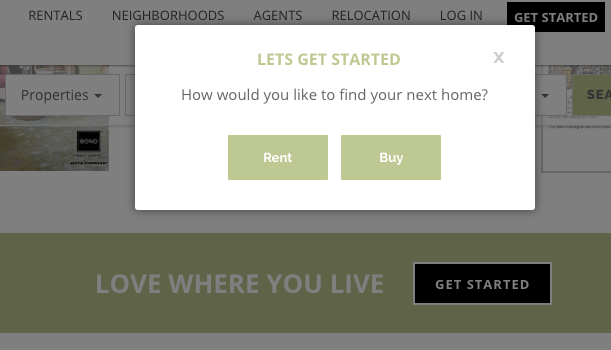 RENTALS NEIGHBORHOODS AGENTS RELOCATION LOG IN GET STARTED
LETS GET STARTED X
Properties SEA
How would you like to find your next home?
BOND
Rent Buy
LOVE WHERE YOU LIVE GET STARTED